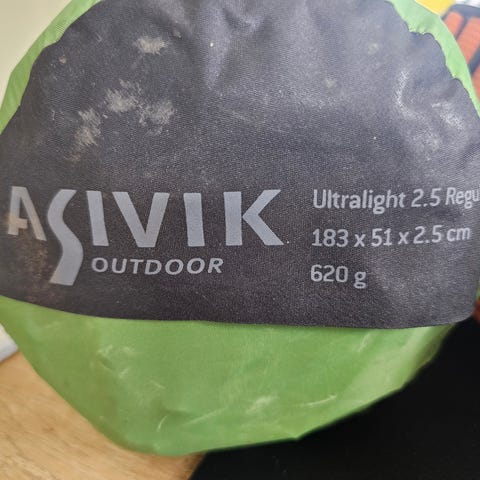 ASIVIK
OUTDOOR
Ultralight 2.5 Regu
183 x 51 x 2.5 cm
620 g